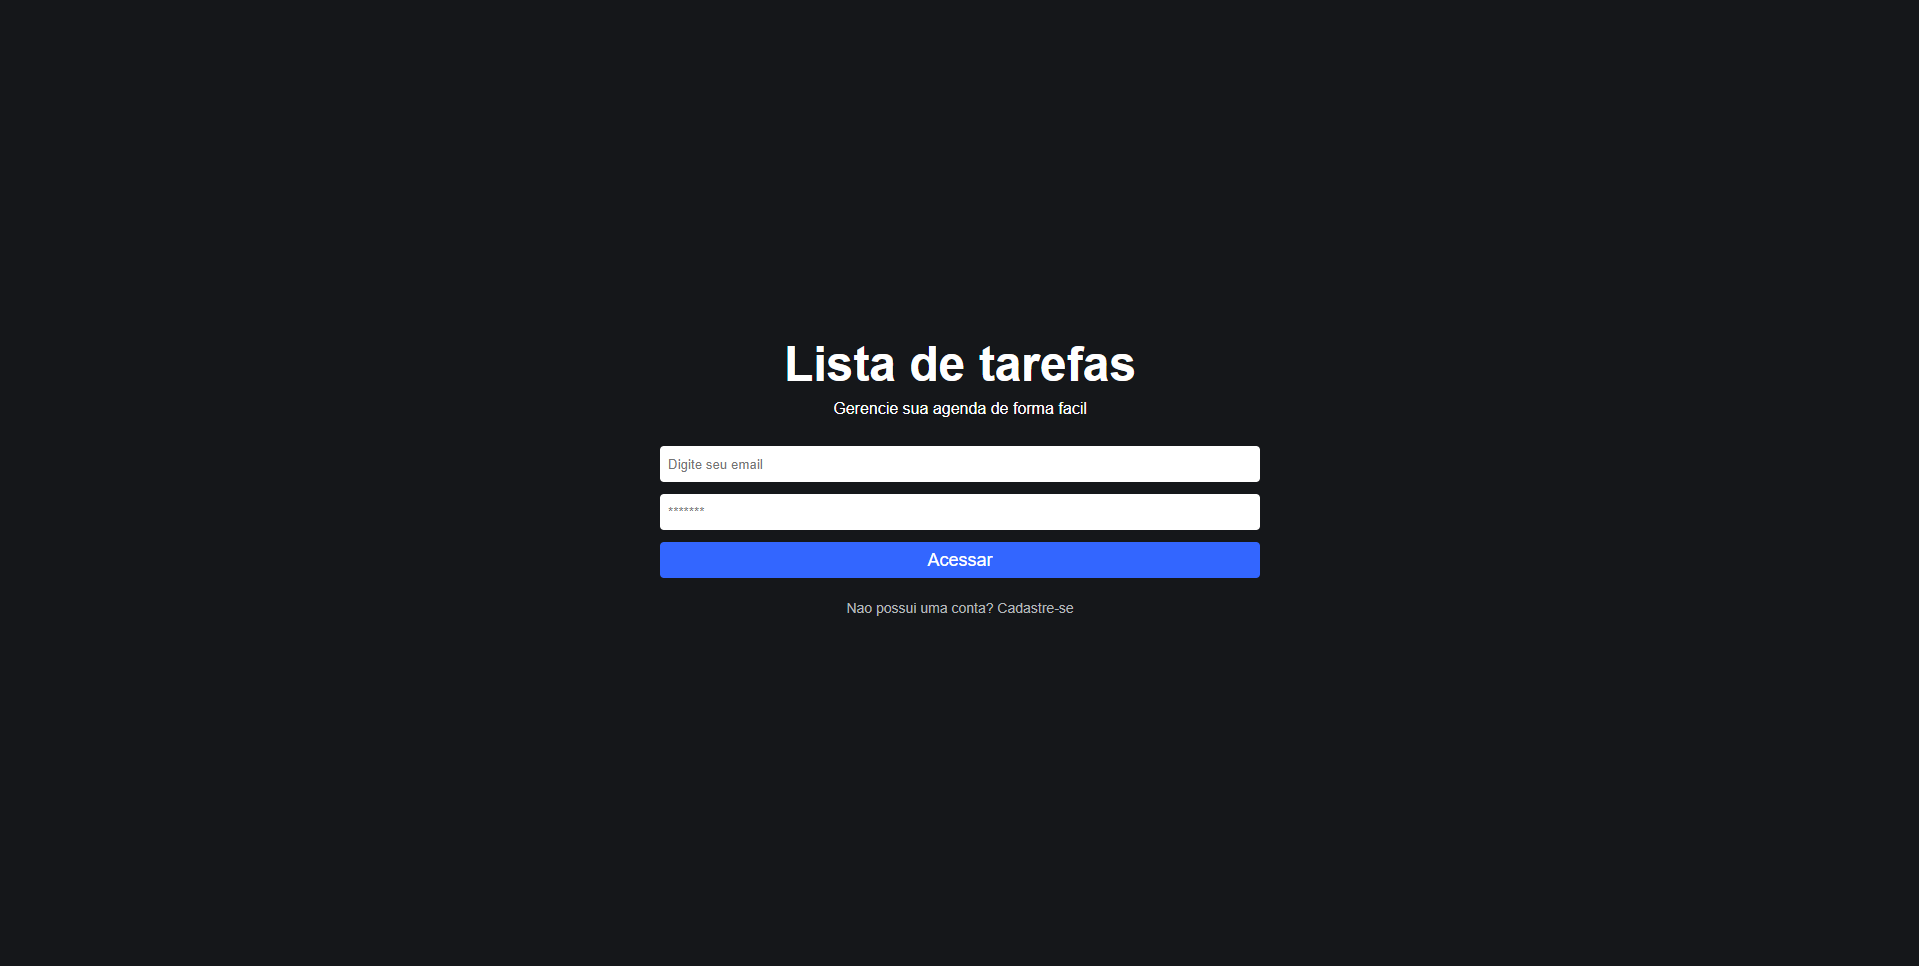 Lista de tarefas
Gerencie sua agenda de forma facil
Digite seu email
*******
Acessar
Nao possui uma conta? Cadastre-se